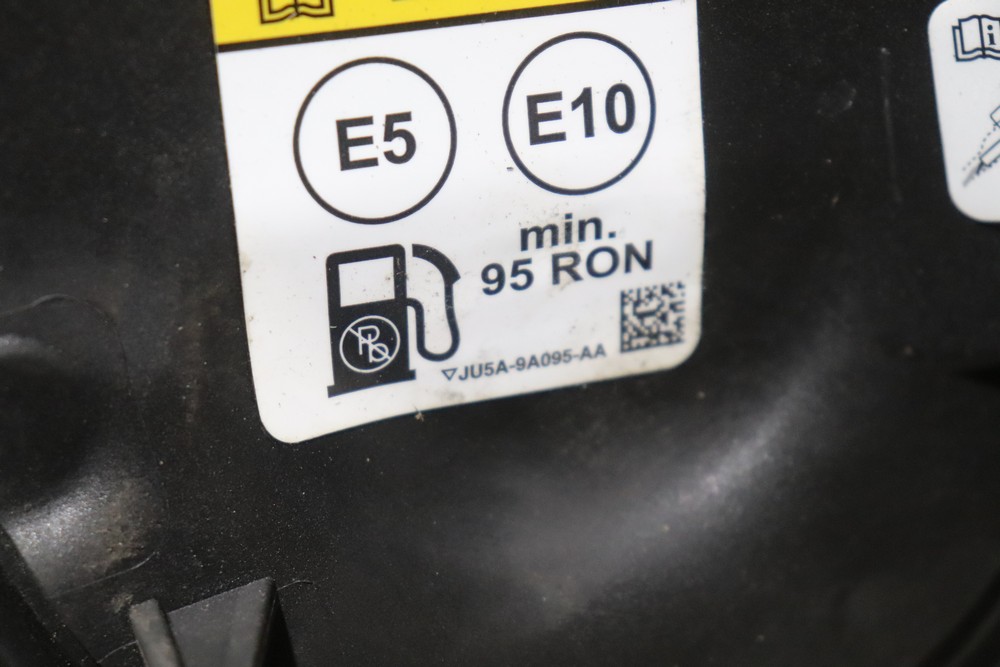 E5 E10
min.
95 RON
Pb
▽JU5A-9A095-AA